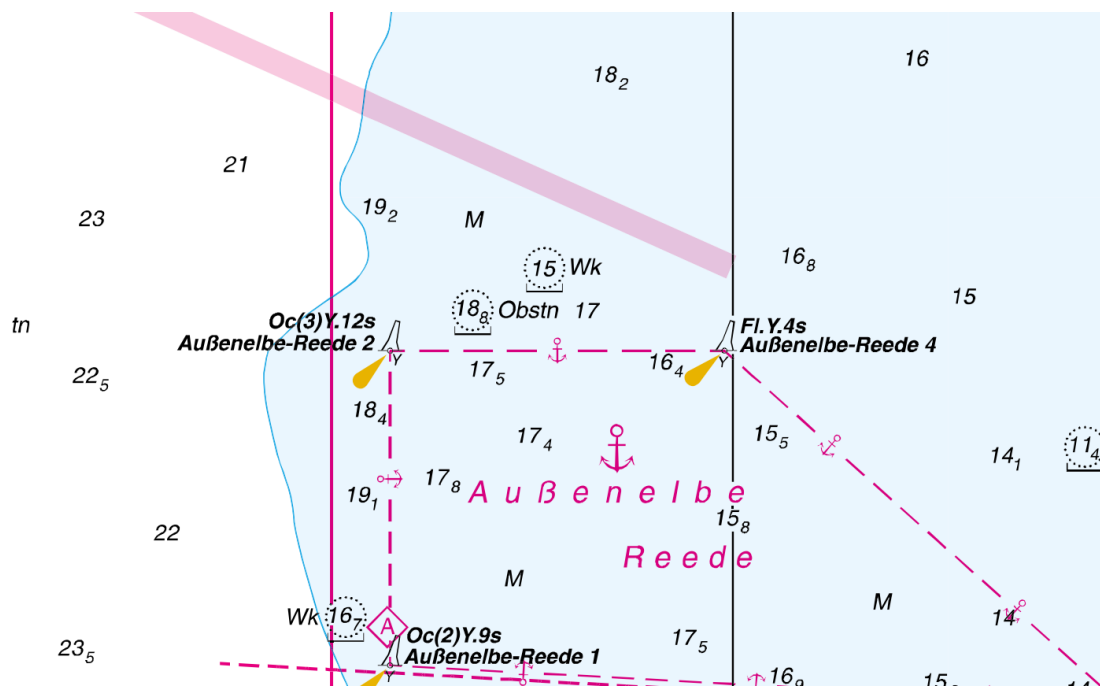 16
18₂
21
19₂
23
M
16₈
15 Wk
15
18₈ Obstn 17
tn
Oc(3)Y.12s
Außenelbe-Reede 2
Y
Fl.Y.4s
Außenelbe-Reede 4
Y
17₅
16₄
22₅
18₄
17₄
15₅
14₁
11₄
17₈
19₁
Außenelbe
15₈
22
Reede
M
M
Wk 16₇
A
14
Oc(2)Y.9s
Außenelbe-Reede 1
Y
17₅
23₅
16₉